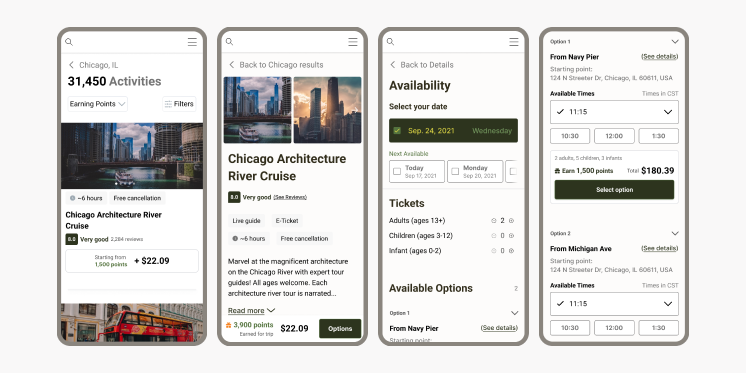 Chicago, IL
31,450 Activities
Earning Points
Filters
~6 hours
Free cancellation
Chicago Architecture River
Cruise
8.0 Very good 2,284 reviews
Starting from
1,500 points
+ $22.09
Back to Chicago results
Chicago Architecture
River Cruise
8.0 Very good (See Reviews)
Live guide
E-Ticket
~6 hours
Free cancellation
Marvel at the magnificent architecture
on the Chicago River with expert tour
guides! All ages welcome. Each
architecture river tour is narrated...
Read more
3,900 points
Earned for trip
$22.09
Options
Back to Details
Availability
Select your date
Sep. 24, 2021 Wednesday
Next Available
Today
Sep 17, 2021
Monday
Sep 20, 2021
Tickets
Adults (ages 13+) 2
Children (ages 3-12) 0
Infant (ages 0-2) 0
Available Options 2
Option 1
From Navy Pier (See details)
Starting point:
Option 1
From Navy Pier (See details)
Starting point:
124 N Streeter Dr, Chicago, IL 60611, USA
Available Times Times in CST
11:15
10:30 12:00 1:30
2 adults, 5 children, 3 infants
Earn 1,500 points Total $180.39
Select option
Option 2
From Michigan Ave (See details)
Starting point:
124 N Streeter Dr, Chicago, IL 60611, USA
Available Times Times in CST
11:15
10:30 12:00 1:30